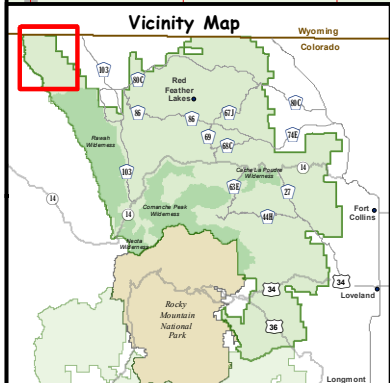 Vicinity Map
Wyoming
Colorado
103
80C
Red
Feather
Lakes
86
86
67J
80C
69
68C
74E
Rawah
Wilderness
103
Cache La Poudre
Wilderness
14
63E
27
14
Comanche Peak
Wilderness
14
44H
Fort
Collins
Neota
Wilderness
34
34
Loveland
Rocky
Mountain
National
Park
36
Longmont